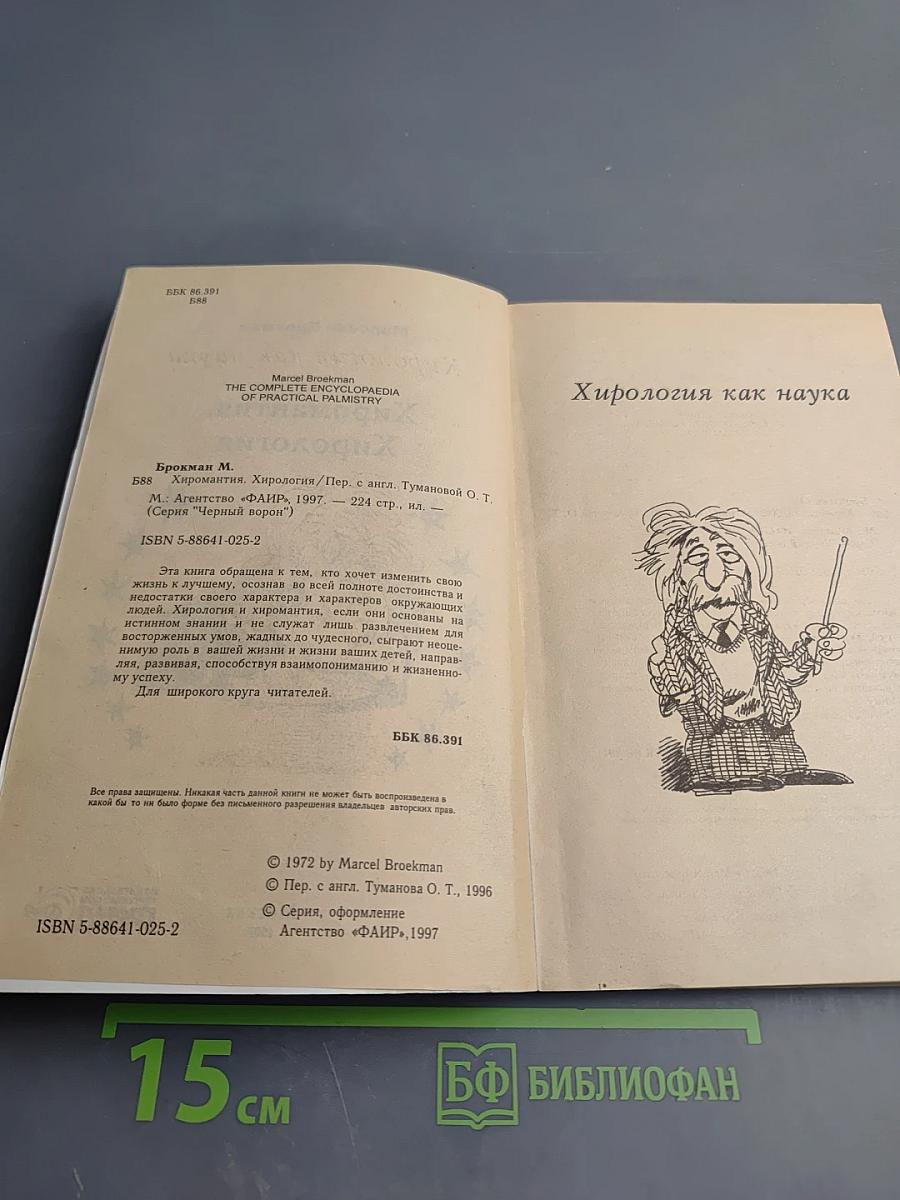 ББК 86.391
Б88
Marcel Broekman
THE COMPLETE ENCYCLOPAEDIA
OF PRACTICAL PALMISTRY
Брокман М.
Б88 Хиромантия. Хирология/Пер. с англ. Тумановой О. Т.
М.: Агентство «ФАИР», 1997. — 224 стр., ил. —
(Серия "Черный ворон")
ISBN 5-88641-025-2
Эта книга обращена к тем, кто хочет изменить свою
жизнь к лучшему, осознав во всей полноте достоинства и
недостатки своего характера и характеров окружающих
людей. Хирология и хиромантия, если они основаны на
истинном знании и не служат лишь развлечением для
восторженных умов, жадных до чудесного, сыграют неоце-
нимую роль в вашей жизни и жизни ваших детей, направ-
ляя, развивая, способствуя взаимопониманию и жизненно-
му успеху.
Для широкого круга читателей.
ББК 86.391
Все права защищены. Никакая часть данной книги не может быть воспроизведена в
какой бы то ни было форме без письменного разрешения владельцев авторских прав.
© 1972 by Marcel Broekman
© Пер. с англ. Туманова О. Т., 1996
© Серия, оформление
Агентство «ФАИР»,1997
ISBN 5-88641-025-2
Хирология как наука
15 см
БФ БИБЛИОФАН